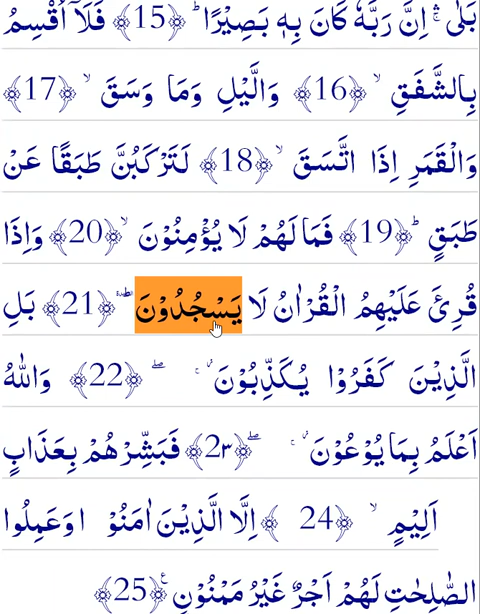 بَلٰى ۛۚ اِنَّ رَبَّهٗ كَانَ بِهٖ بَصِيْرًا ؕ ﴿15﴾ فَلَاۤ اُقْسِمُ
بِالشَّفَقِ ۙ ﴿16﴾ وَالَّيْلِ وَمَا وَسَقَ ۙ ﴿17﴾
وَالْقَمَرِ اِذَا اتَّسَقَ ۙ ﴿18﴾ لَتَرْكَبُنَّ طَبَقًا عَنْ
طَبَقٍ ؕ ﴿19﴾ فَمَا لَهُمْ لَا يُؤْمِنُوْنَ ۙ ﴿20﴾ وَاِذَا
قُرِئَ عَلَيْهِمُ الْقُرْاٰنُ لَا يَسْجُدُوْنَ ؕ ﴿21﴾ بَلِ
الَّذِيْنَ كَفَرُوْا يُكَذِّبُوْنَ ۖ ﴿22﴾ وَاللّٰهُ
اَعْلَمُ بِمَا يُوْعُوْنَ ۖ ﴿2۳﴾ فَبَشِّرْهُمْ بِعَذَابٍ
اَلِيْمٍ ۙ ﴿24﴾ اِلَّا الَّذِيْنَ اٰمَنُوْا وَعَمِلُوا
الصّٰلِحٰتِ لَهُمْ اَجْرٌ غَيْرُ مَمْنُوْنٍ ﴿25﴾